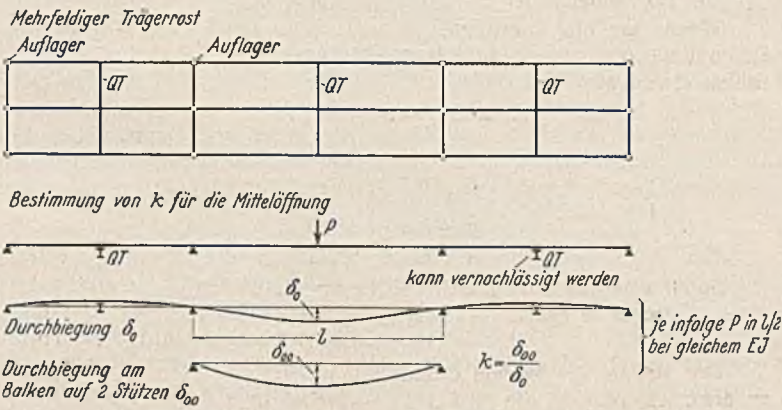 Mehrfeldiger Trägerrost
Auflager Auflager
QT QT QT
Bestimmung von k für die Mittelöffnung
P
QT QT
kann vernachlässigt werden
δ₀
Durchbiegung δ₀ l
je infolge P in l/2
bei gleichem EJ
δ₀₀ k = δ₀₀/δ₀
Durchbiegung am
Balken auf 2 Stützen δ₀₀